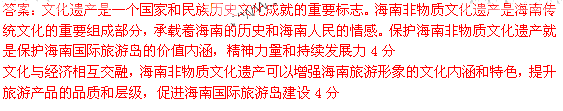 答案：文化遗产是一个国家和民族历史文化成就的重要标志。海南非物质文化遗产是海南传
统文化的重要组成部分，承载着海南的历史和海南人民的情感。保护海南非物质文化遗产就
是保护海南国际旅游岛的价值内涵，精神力量和持续发展力 4 分
文化与经济相互交融，海南非物质文化遗产可以增强海南旅游形象的文化内涵和特色，提升
旅游产品的品质和层级，促进海南国际旅游岛建设 4 分